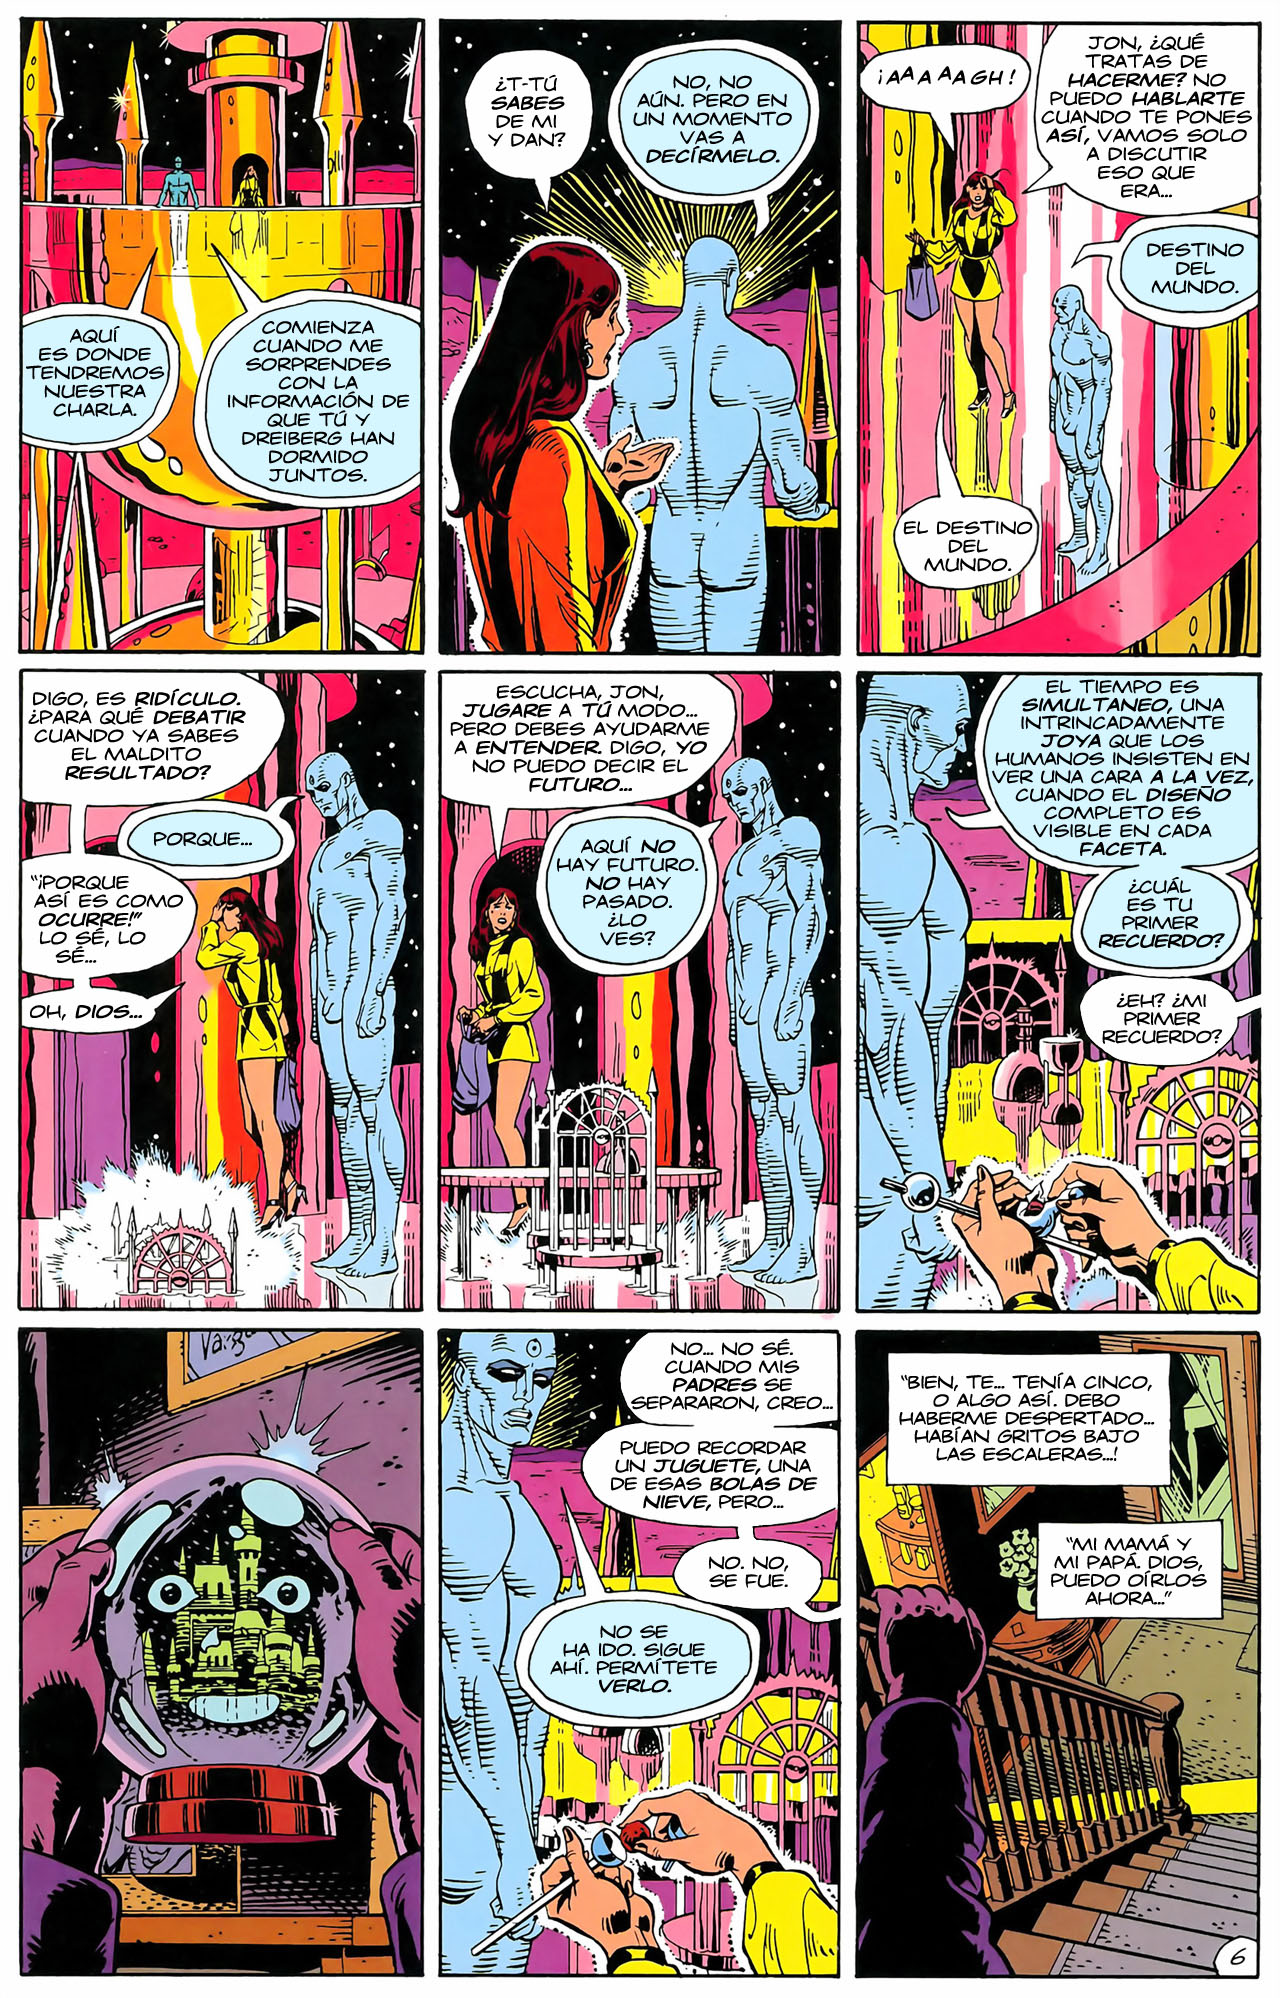 AQUÍ
ES DONDE
TENDREMOS
NUESTRA
CHARLA.
COMIENZA
CUANDO ME
SORPRENDES
CON LA
INFORMACIÓN DE
QUE TÚ Y
DREIBERG HAN
DORMIDO
JUNTOS.
¿T-TÚ
SABES
DE MI
Y DAN?
NO, NO
AÚN. PERO EN
UN MOMENTO
VAS A
DECÍRMELO.
¡AAAAAGH!
JON, ¿QUÉ
TRATAS DE
HACERME? NO
PUEDO HABLARTE
CUANDO TE PONES
ASÍ, VAMOS SOLO
A DISCUTIR
ESO QUE
ERA...
DESTINO
DEL
MUNDO.
EL DESTINO
DEL
MUNDO.
DIGO, ES RIDÍCULO.
¿PARA QUÉ DEBATIR
CUANDO YA SABES
EL MALDITO
RESULTADO?
PORQUE...
"¡PORQUE
ASÍ ES COMO
OCURRE!"
LO SÉ, LO
SÉ...
OH, DIOS...
ESCUCHA, JON,
JUGARE A TÚ MODO...
PERO DEBES AYUDARME
A ENTENDER. DIGO, YO
NO PUEDO DECIR EL
FUTURO...
AQUÍ NO
HAY FUTURO.
NO HAY
PASADO.
¿LO
VES?
EL TIEMPO ES
SIMULTANEO, UNA
INTRINCADAMENTE
JOYA QUE LOS
HUMANOS INSISTEN EN
VER UNA CARA A LA VEZ,
CUANDO EL DISEÑO
COMPLETO ES
VISIBLE EN CADA
FACETA.
¿CUÁL
ES TU
PRIMER
RECUERDO?
¿EH? ¿MI
PRIMER
RECUERDO?
NO... NO SÉ.
CUANDO MIS
PADRES SE
SEPARARON, CREO...
PUEDO RECORDAR
UN JUGUETE, UNA
DE ESAS BOLAS DE
NIEVE, PERO...
NO. NO,
SE FUE.
NO SE
HA IDO. SIGUE
AHÍ. PERMÍTETE
VERLO.
"BIEN, TE... TENÍA CINCO,
O ALGO ASÍ. DEBO
HABERME DESPERTADO...
HABÍAN GRITOS BAJO
LAS ESCALERAS...!
"MI MAMÁ Y
MI PAPÁ. DIOS,
PUEDO OÍRLOS
AHORA..."
6